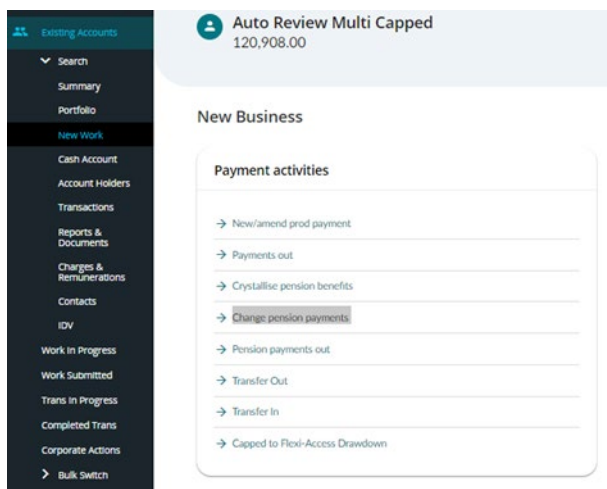 Existing Accounts
Search
Summary
Portfolio
New Work
Cash Account
Account Holders
Transactions
Reports &
Documents
Charges &
Remunerations
Contacts
IDV
Work In Progress
Work Submitted
Trans In Progress
Completed Trans
Corporate Actions
Bulk Switch
Auto Review Multi Capped
120,908.00
New Business
Payment activities
New/amend prod payment
Payments out
Crystallise pension benefits
Change pension payments
Pension payments out
Transfer Out
Transfer In
Capped to Flexi-Access Drawdown